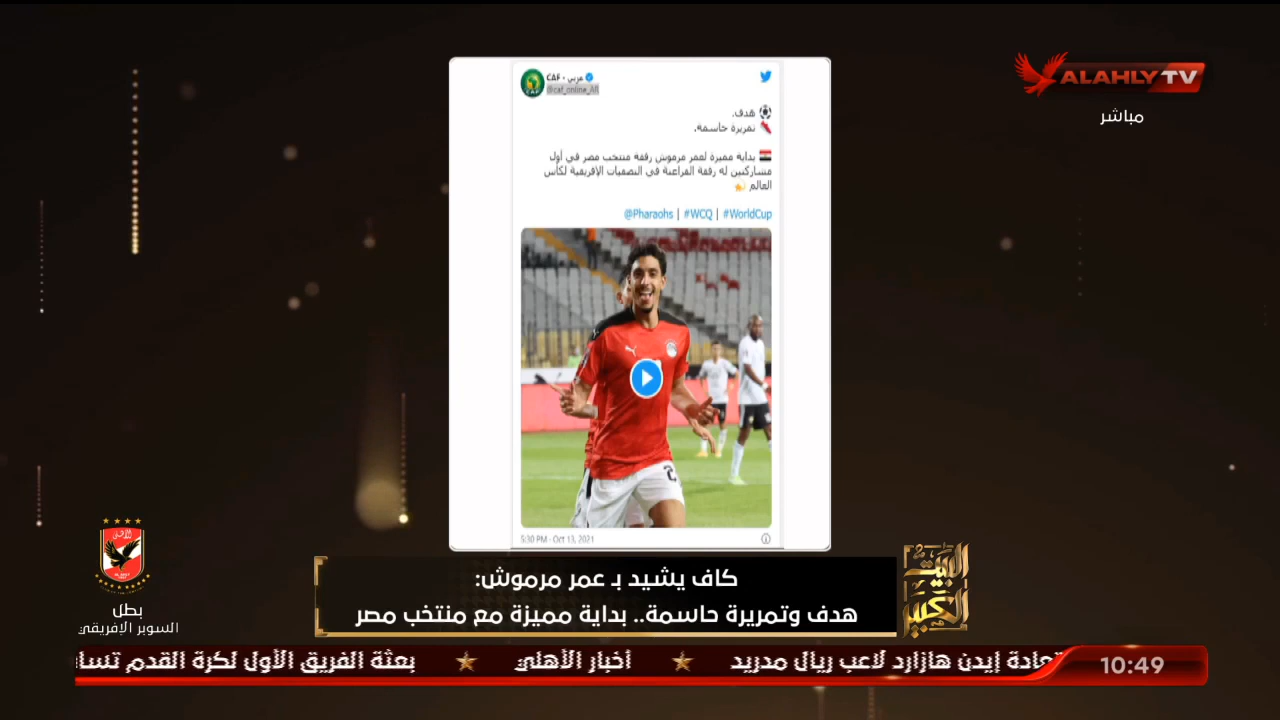 ALAHLY TV
مباشر
CAF - عربي
@caf_online_AR
هدف.
تمريرة حاسمة.
بداية مميزة لعمر مرموش رفقة منتخب مصر في أول
مشاركتين له رفقة الفراعنة في التصفيات الإفريقية لكأس
العالم
@Pharaohs | #WCQ | #WorldCup
5:30 PM · Oct 13, 2021
كاف يشيد بـ عمر مرموش:
هدف وتمريرة حاسمة.. بداية مميزة مع منتخب مصر
البيت
الكبير
بطل
السوبر الإفريقي
10:49
إيدن هازارد لاعب ريال مدريد ★ أخبار الأهلي ★ بعثة الفريق الأول لكرة القدم